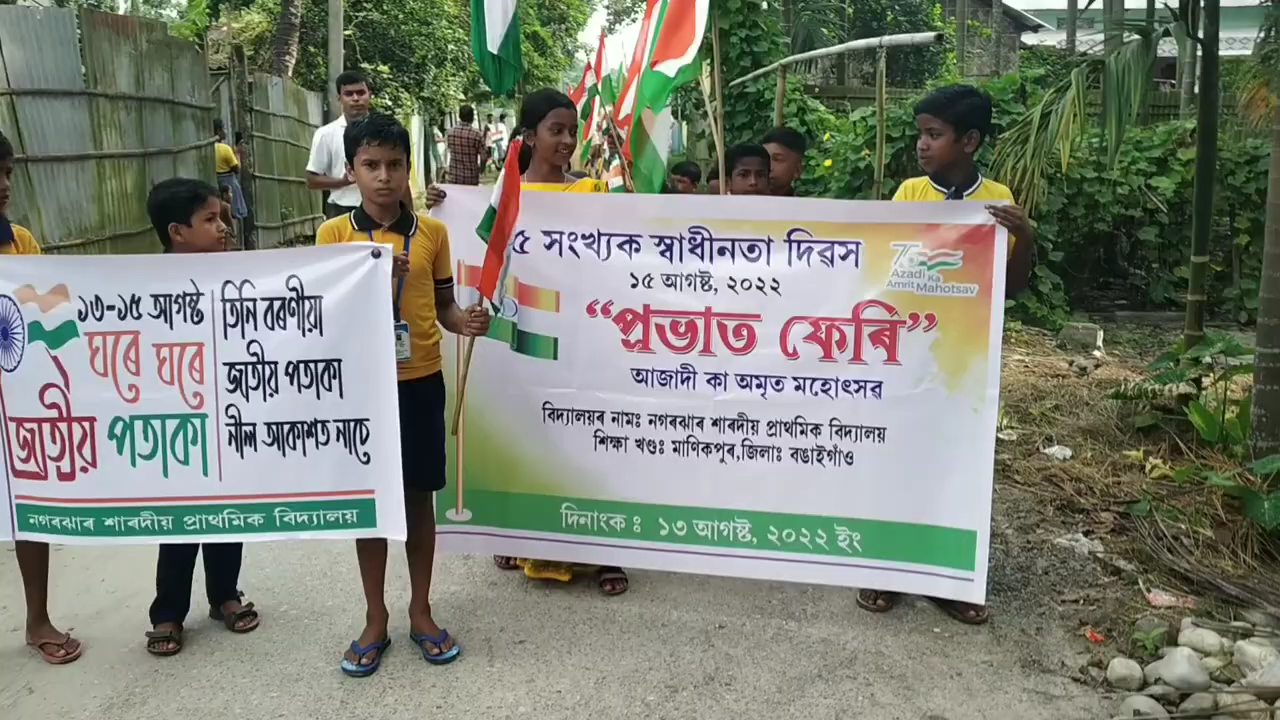 ১৩-১৫ আগষ্ট
ঘৰে ঘৰে
জাতীয় পতাকা
তিনি বৰণীয়া
জাতীয় পতাকা
নীল আকাশত নাচে
নগৰঝাৰ শাৰদীয় প্ৰাথমিক বিদ্যালয়
৫ সংখ্যক স্বাধীনতা দিৱস
১৫ আগষ্ট, ২০২২
“প্ৰভাত ফেৰি”
আজাদী কা অমৃত মহোৎসৱ
75
Azadi Ka
Amrit Mahotsav
বিদ্যালয়ৰ নামঃ নগৰঝাৰ শাৰদীয় প্ৰাথমিক বিদ্যালয়
শিক্ষা খণ্ডঃ মাণিকপুৰ,জিলাঃ বঙাইগাঁও
দিনাংক ঃ ১৩ আগষ্ট, ২০২২ ইং